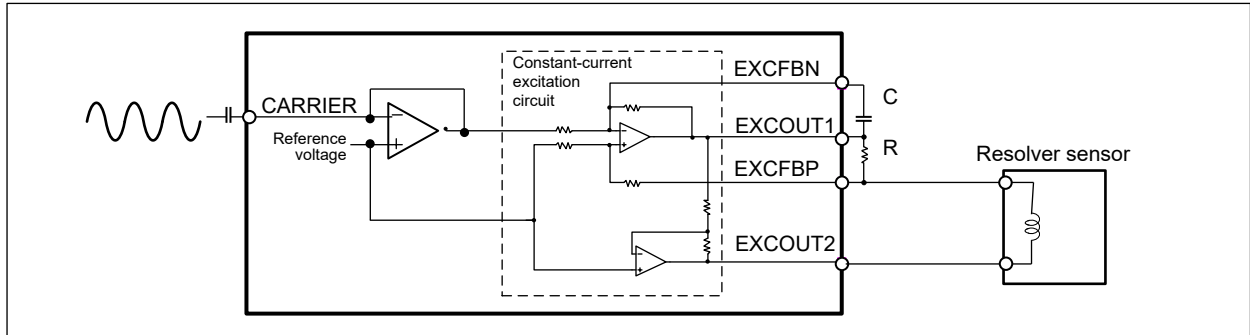 Constant-current
excitation
circuit
EXCFBN
C
CARRIER
EXCOUT1
Reference
voltage
R
Resolver sensor
EXCFBP
EXCOUT2